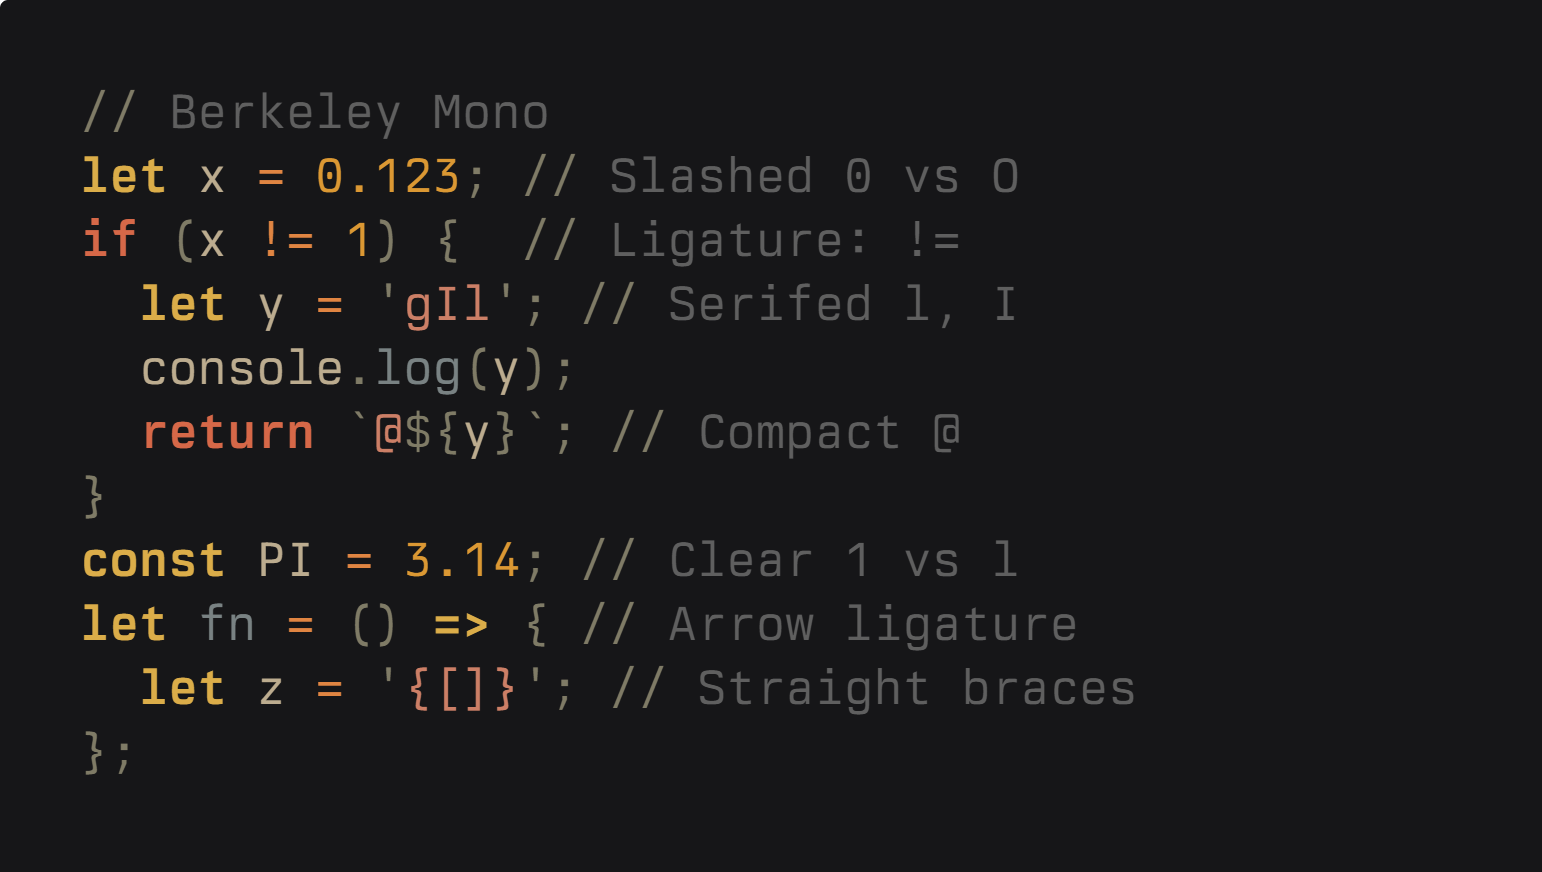 // Berkeley Mono
let x = 0.123; // Slashed 0 vs O
if (x != 1) {  // Ligature: !=
  let y = 'gIl'; // Serifed l, I
  console.log(y);
  return `@${y}`; // Compact @
}
const PI = 3.14; // Clear 1 vs l
let fn = () => { // Arrow ligature
  let z = '{[]}'; // Straight braces
};